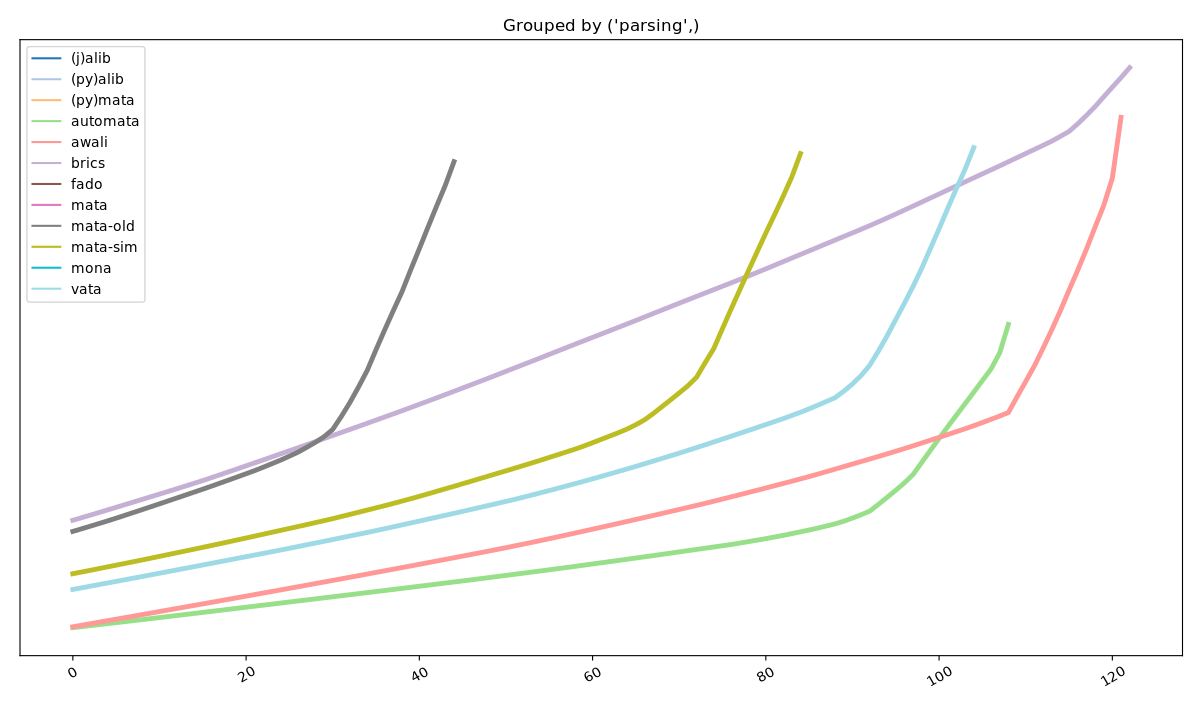 Grouped by ('parsing',)
(j)alib
(py)alib
(py)mata
automata
awali
brics
fado
mata
mata-old
mata-sim
mona
vata
0
20
40
60
80
100
120